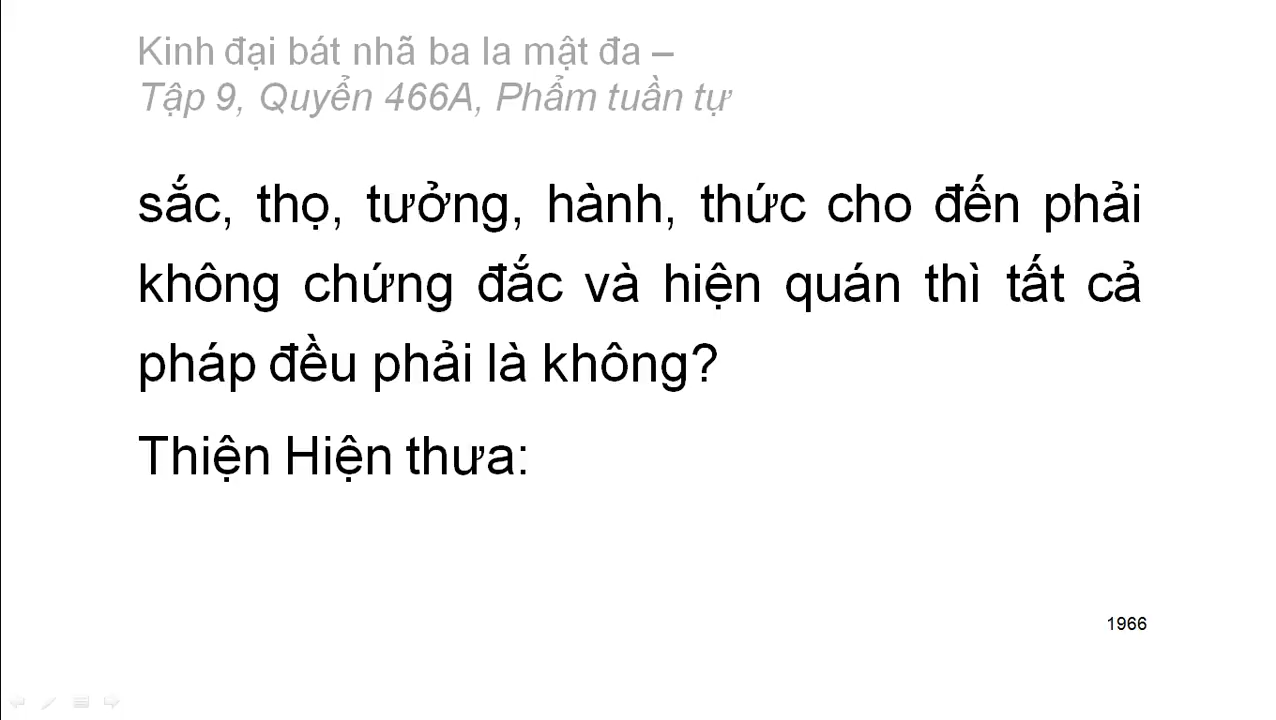 Kinh đại bát nhã ba la mật đa –
Tập 9, Quyển 466A, Phẩm tuần tự
sắc, thọ, tưởng, hành, thức cho đến phải
không chứng đắc và hiện quán thì tất cả
pháp đều phải là không?
Thiện Hiện thưa:
1966